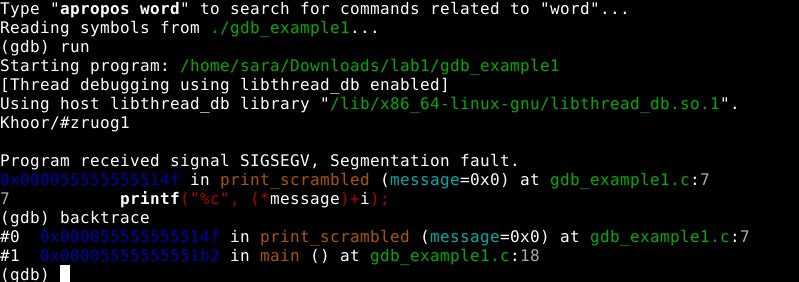 Type "apropos word" to search for commands related to "word"...
Reading symbols from ./gdb_example1...
(gdb) run
Starting program: /home/sara/Downloads/lab1/gdb_example1
[Thread debugging using libthread_db enabled]
Using host libthread_db library "/lib/x86_64-linux-gnu/libthread_db.so.1".
Khoor/#zruog1
Program received signal SIGSEGV, Segmentation fault.
0x000055555555514f in print_scrambled (message=0x0) at gdb_example1.c:7
7 printf("%c", (*message)+i);
(gdb) backtrace
#0 0x000055555555514f in print_scrambled (message=0x0) at gdb_example1.c:7
#1 0x00005555555551b2 in main () at gdb_example1.c:18
(gdb)